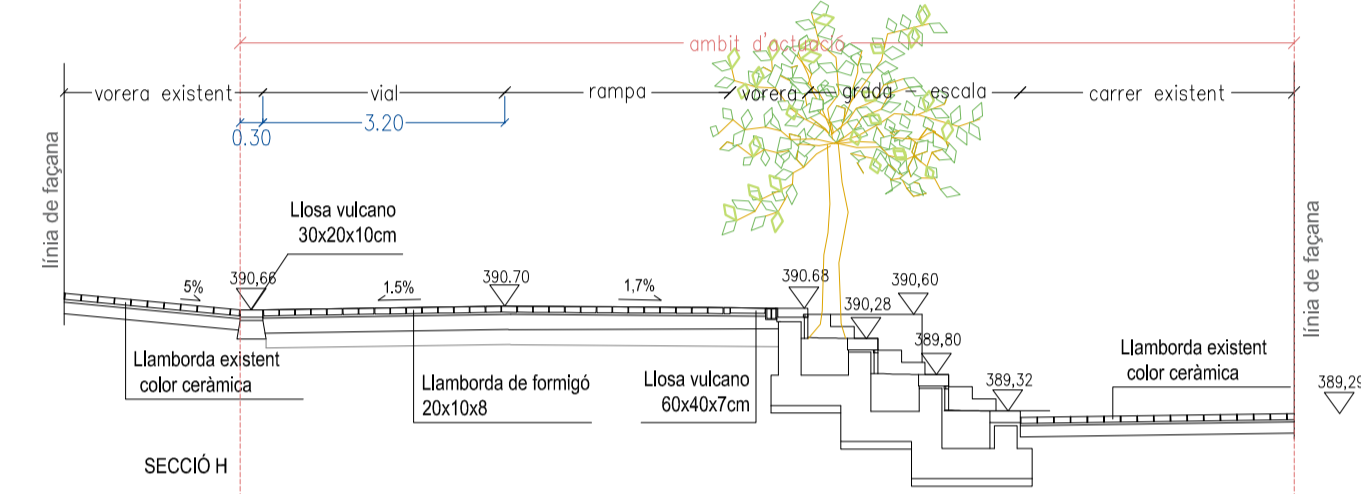 ambit d'actuació
vorera existent
vial
rampa
vorera
grada - escala
carrer existent
0.30
3.20
línia de façana
línia de façana
Llosa vulcano
30x20x10cm
5%
390,66
1.5%
390.70
1,7%
390.68
390,60
390,28
389,80
389,32
389,29
Llamborda existent
color ceràmica
Llamborda de formigó
20x10x8
Llosa vulcano
60x40x7cm
Llamborda existent
color ceràmica
SECCIÓ H